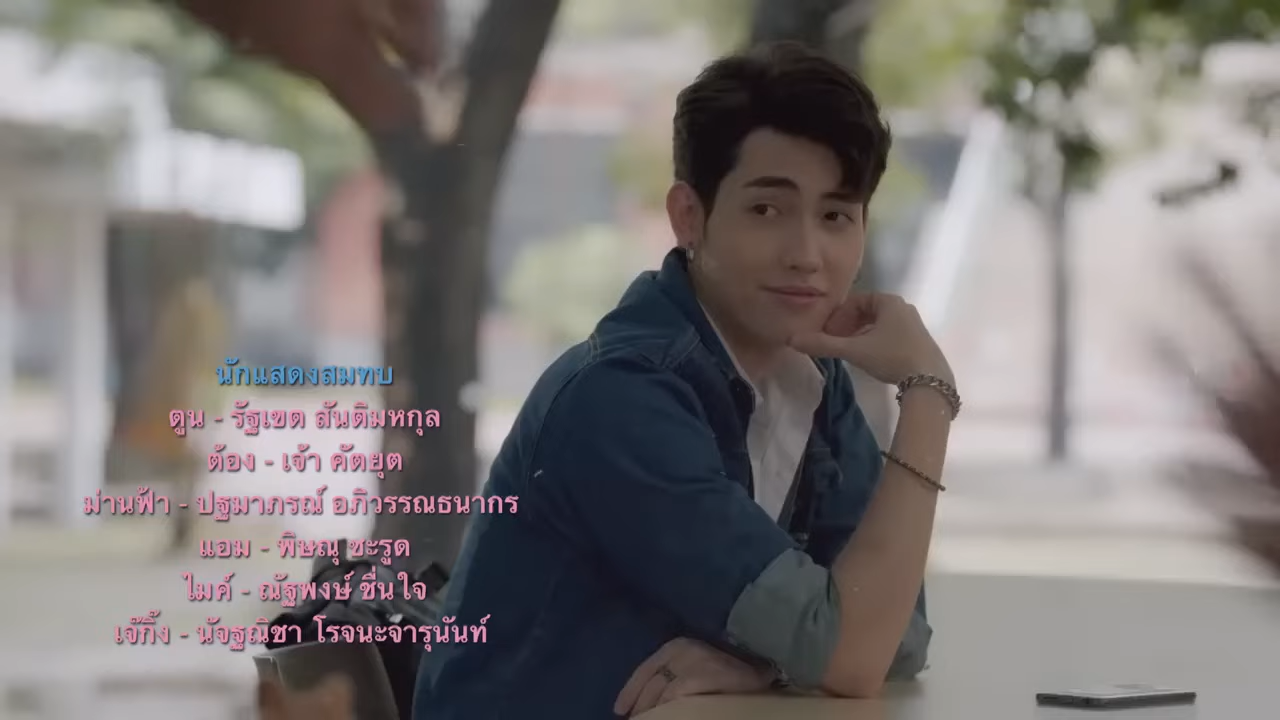 นักแสดงสมทบ
ตูน - รัฐเขต สันติมหกุล
ต้อง - เจ้า คัตยุต
ม่านฟ้า - ปฐมาภรณ์ อภิวรรณธนากร
แอม - พิษณุ ซะรูด
ไมค์ - ณัฐพงษ์ ชื่นใจ
เจ๊กิ๊ง - นัจฐณิชา โรจนะจารุนันท์